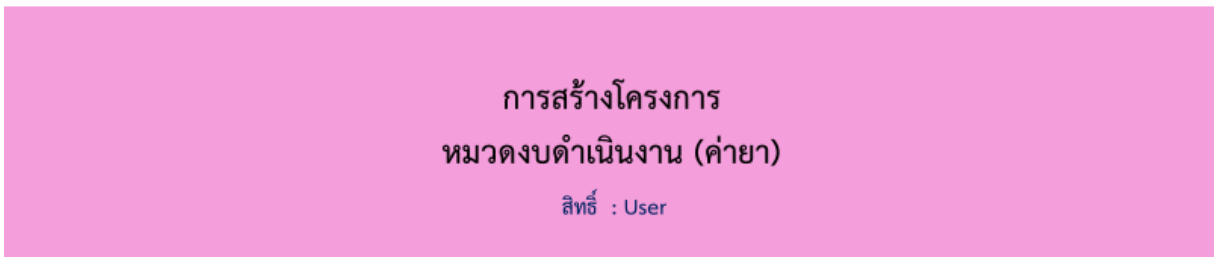 การสร้างโครงการ
หมวดงบดำเนินงาน (ค่ายา)
สิทธิ์ : User